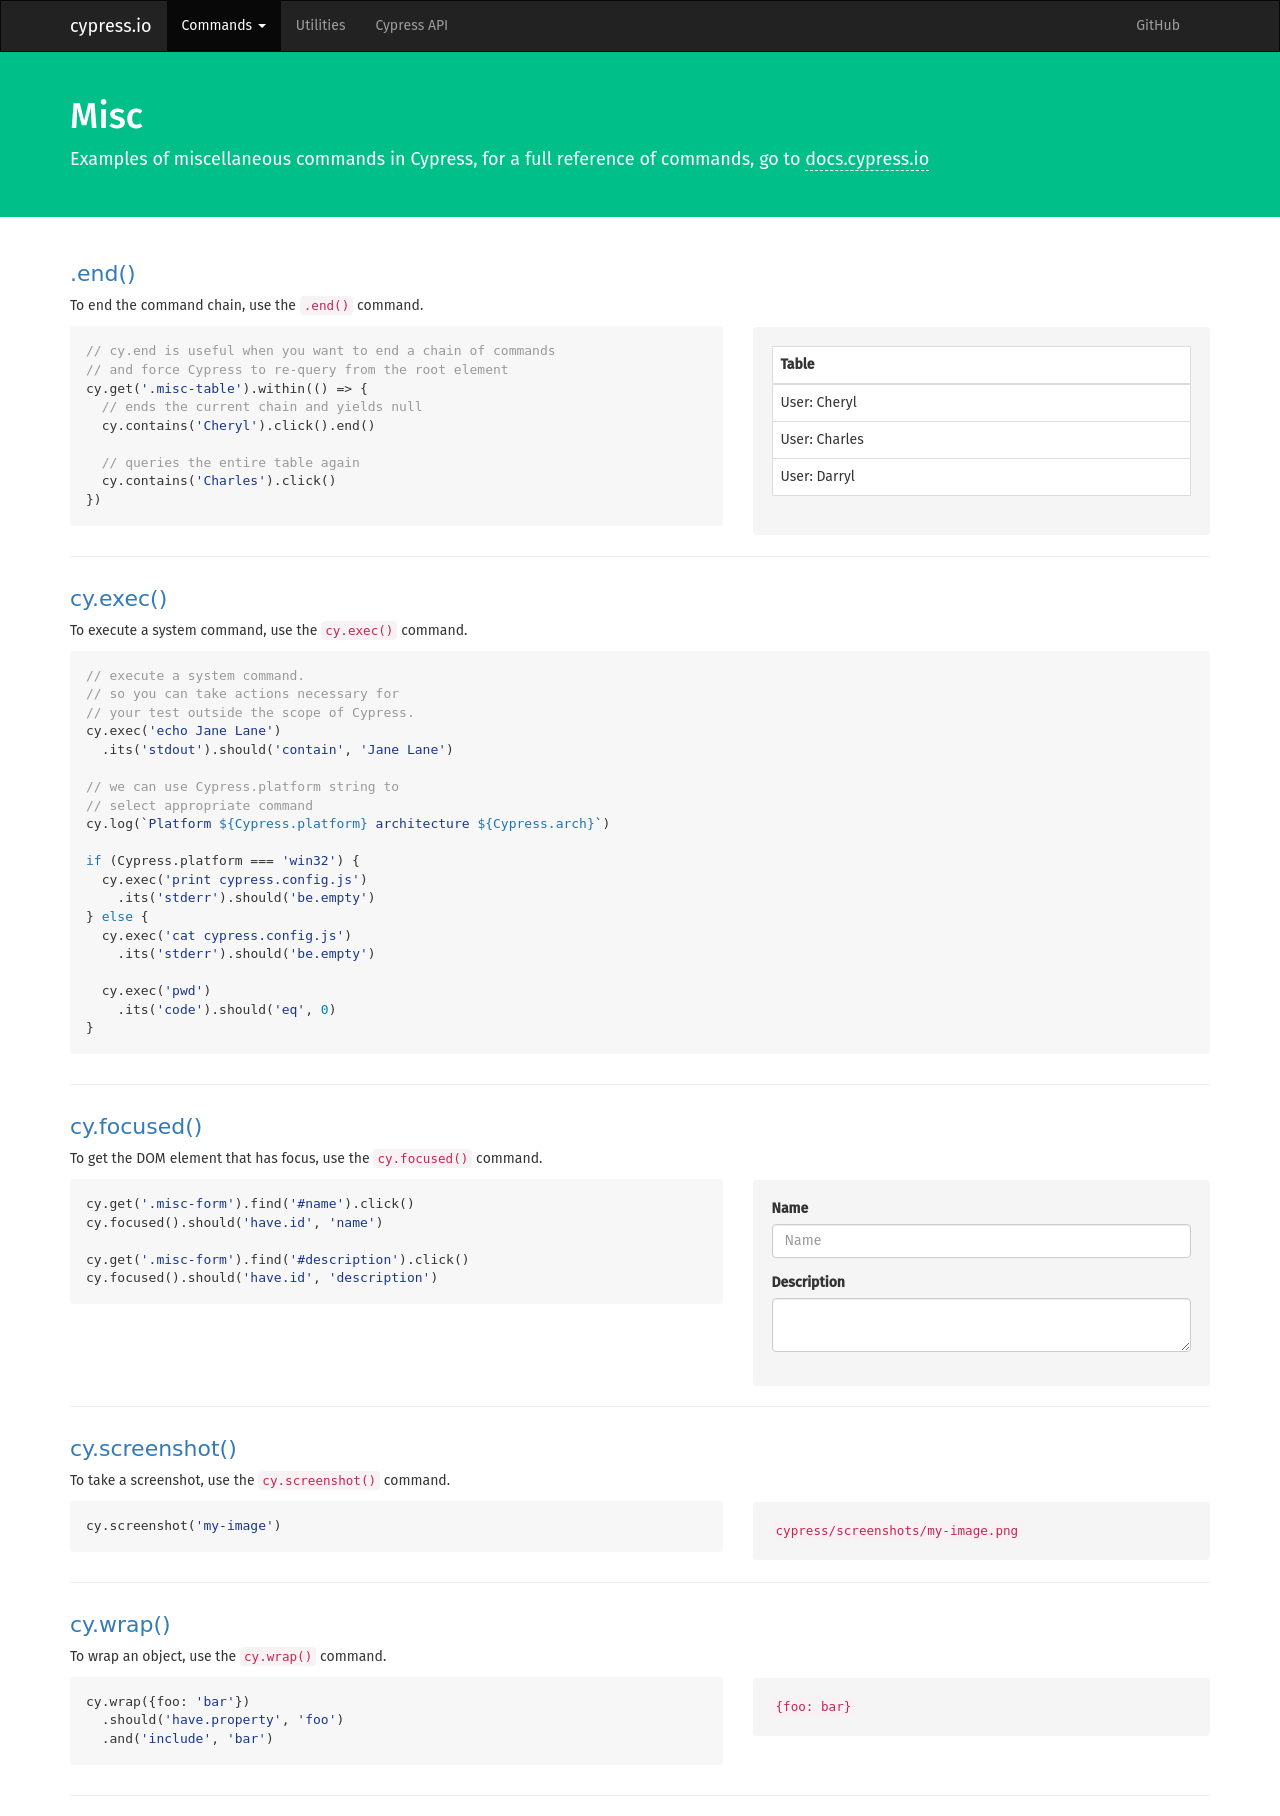 cypress.io Commands Utilities Cypress API GitHub
Misc
Examples of miscellaneous commands in Cypress, for a full reference of commands, go to docs.cypress.io
.end()
To end the command chain, use the .end() command.
// cy.end is useful when you want to end a chain of commands
// and force Cypress to re-query from the root element
cy.get('.misc-table').within(() => {
  // ends the current chain and yields null
  cy.contains('Cheryl').click().end()
  // queries the entire table again
  cy.contains('Charles').click()
})
Table
User: Cheryl
User: Charles
User: Darryl
cy.exec()
To execute a system command, use the cy.exec() command.
// execute a system command.
// so you can take actions necessary for
// your test outside the scope of Cypress.
cy.exec('echo Jane Lane')
  .its('stdout').should('contain', 'Jane Lane')
// we can use Cypress.platform string to
// select appropriate command
cy.log(`Platform ${Cypress.platform} architecture ${Cypress.arch}`)
if (Cypress.platform === 'win32') {
  cy.exec('print cypress.config.js')
    .its('stderr').should('be.empty')
} else {
  cy.exec('cat cypress.config.js')
    .its('stderr').should('be.empty')
  cy.exec('pwd')
    .its('code').should('eq', 0)
}
cy.focused()
To get the DOM element that has focus, use the cy.focused() command.
cy.get('.misc-form').find('#name').click()
cy.focused().should('have.id', 'name')
cy.get('.misc-form').find('#description').click()
cy.focused().should('have.id', 'description')
Name
Name
Description
cy.screenshot()
To take a screenshot, use the cy.screenshot() command.
cy.screenshot('my-image')
cypress/screenshots/my-image.png
cy.wrap()
To wrap an object, use the cy.wrap() command.
cy.wrap({foo: 'bar'})
  .should('have.property', 'foo')
  .and('include', 'bar')
{foo: bar}